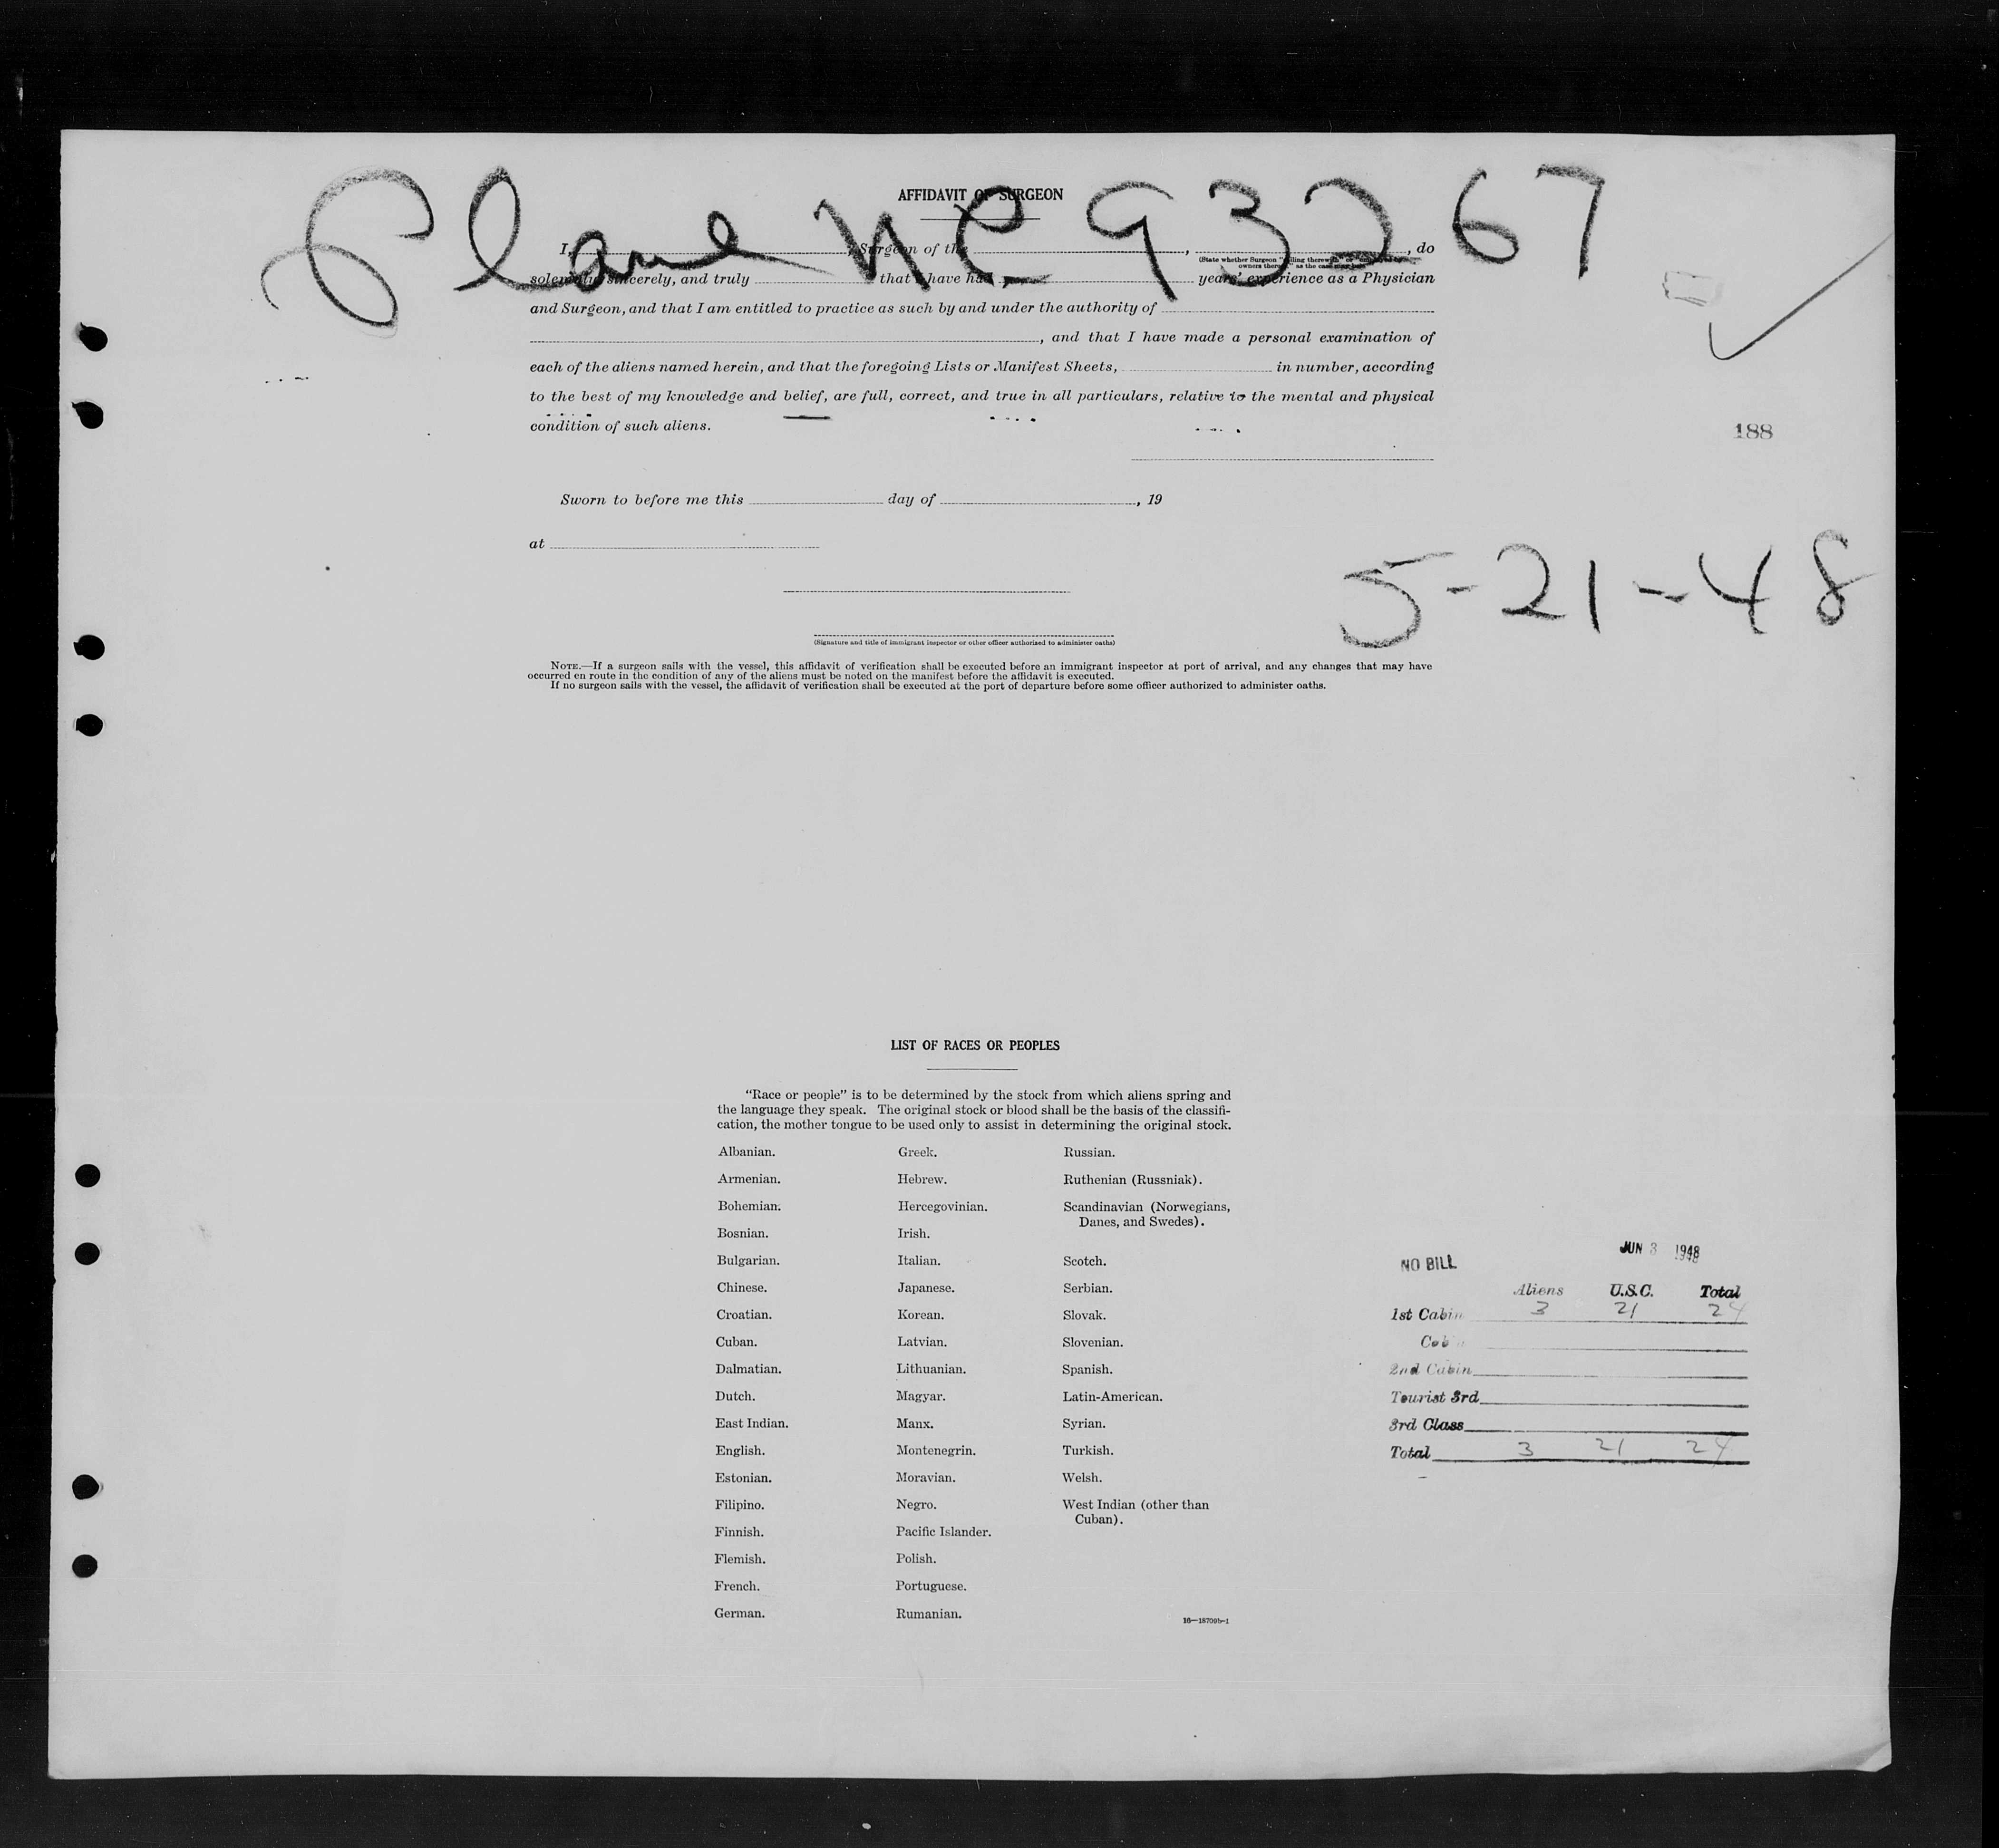 Plane NC 93267
AFFIDAVIT OF SURGEON
I, , Surgeon of the , , do
(State whether Surgeon "sailing therewith" or
owners thereof," as the case may be)
solemnly, sincerely, and truly that I have had years' experience as a Physician
and Surgeon, and that I am entitled to practice as such by and under the authority of
, and that I have made a personal examination of
each of the aliens named herein, and that the foregoing Lists or Manifest Sheets, in number, according
to the best of my knowledge and belief, are full, correct, and true in all particulars, relative to the mental and physical
condition of such aliens.
188
Sworn to before me this day of , 19
at
5-21-48
(Signature and title of immigrant inspector or other officer authorized to administer oaths)
NOTE.—If a surgeon sails with the vessel, this affidavit of verification shall be executed before an immigrant inspector at port of arrival, and any changes that may have
occurred en route in the condition of any of the aliens must be noted on the manifest before the affidavit is executed.
If no surgeon sails with the vessel, the affidavit of verification shall be executed at the port of departure before some officer authorized to administer oaths.
LIST OF RACES OR PEOPLES
"Race or people" is to be determined by the stock from which aliens spring and
the language they speak. The original stock or blood shall be the basis of the classifi-
cation, the mother tongue to be used only to assist in determining the original stock.
Albanian.
Armenian.
Bohemian.
Bosnian.
Bulgarian.
Chinese.
Croatian.
Cuban.
Dalmatian.
Dutch.
East Indian.
English.
Estonian.
Filipino.
Finnish.
Flemish.
French.
German.
Greek.
Hebrew.
Hercegovinian.
Irish.
Italian.
Japanese.
Korean.
Latvian.
Lithuanian.
Magyar.
Manx.
Montenegrin.
Moravian.
Negro.
Pacific Islander.
Polish.
Portuguese.
Rumanian.
Russian.
Ruthenian (Russniak).
Scandinavian (Norwegians,
Danes, and Swedes).
Scotch.
Serbian.
Slovak.
Slovenian.
Spanish.
Latin-American.
Syrian.
Turkish.
Welsh.
West Indian (other than
Cuban).
16—18709b-1
NO BILL JUN 3 1948
Aliens U.S.C. Total
1st Cabin 3 21 24
Cabin
2nd Cabin
Tourist 3rd
3rd Class
Total 3 21 24